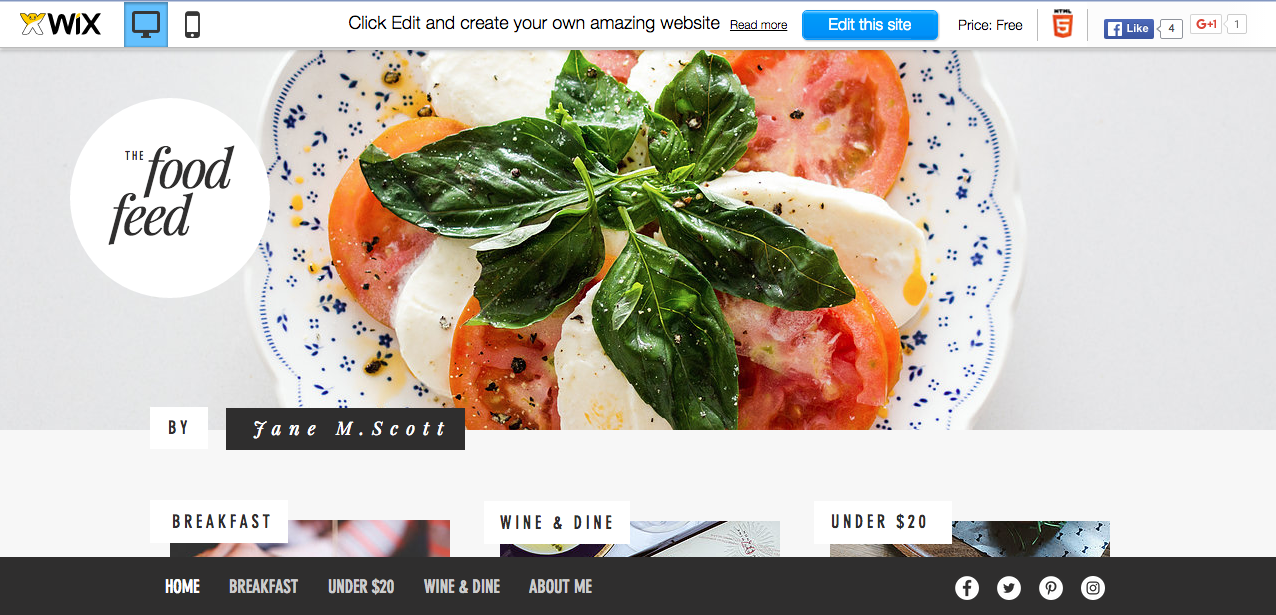 WiX
Click Edit and create your own amazing website Read more Edit this site Price: Free HTML 5 Like 4 G+1 1
THE food
feed
BY Jane M.Scott
BREAKFAST WINE & DINE UNDER $20
HOME BREAKFAST UNDER $20 WINE & DINE ABOUT ME